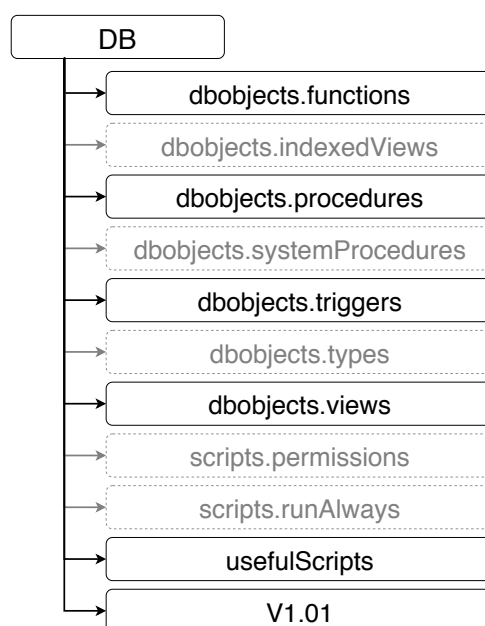 DB
dbobjects.functions
dbobjects.indexedViews
dbobjects.procedures
dbobjects.systemProcedures
dbobjects.triggers
dbobjects.types
dbobjects.views
scripts.permissions
scripts.runAlways
usefulScripts
V1.01